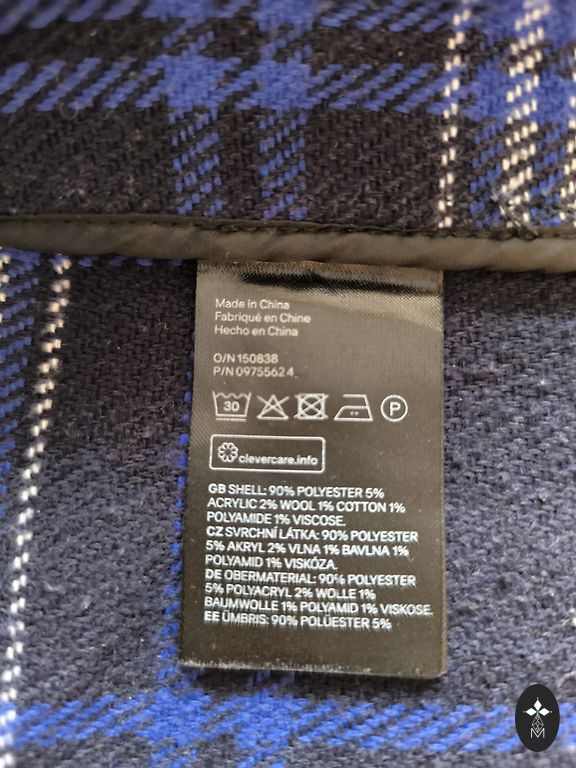 Made in China
Fabriqué en Chine
Hecho en China
O/N 150838
P/N 0975562 4
30
P
clevercare.info
GB SHELL: 90% POLYESTER 5%
ACRYLIC 2% WOOL 1% COTTON 1%
POLYAMIDE 1% VISCOSE.
CZ SVRCHNÍ LÁTKA: 90% POLYESTER
5% AKRYL 2% VLNA 1% BAVLNA 1%
POLYAMID 1% VISKÓZA.
DE OBERMATERIAL: 90% POLYESTER
5% POLYACRYL 2% WOLLE 1%
BAUMWOLLE 1% POLYAMID 1% VISKOSE.
EE ÜMBRIS: 90% POLÜESTER 5%
M